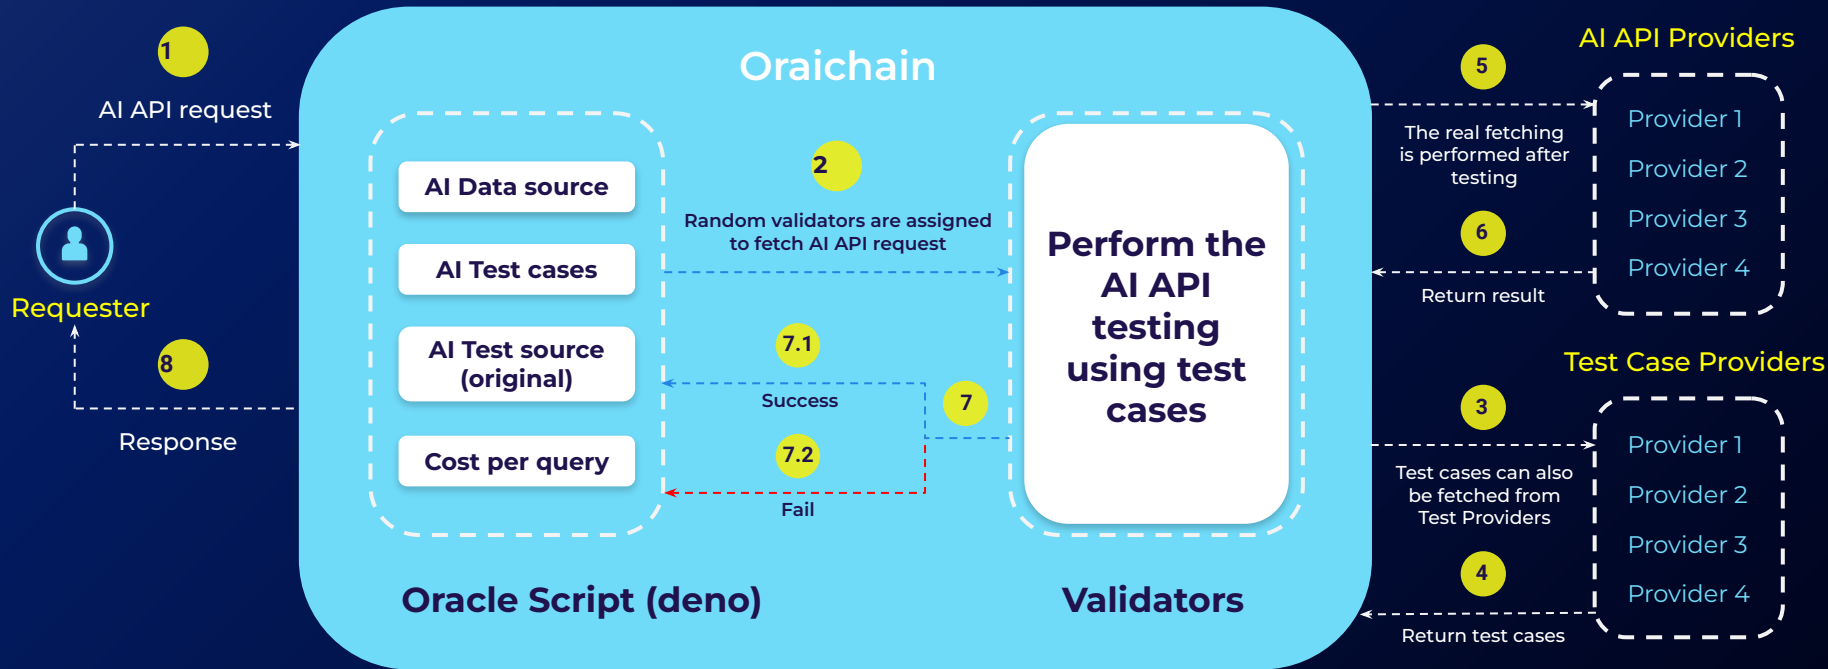 1
AI API request
Requester
8
Response
Oraichain
AI Data source
AI Test cases
AI Test source
(original)
Cost per query
Oracle Script (deno)
2
Random validators are assigned
to fetch AI API request
7.1
Success
7
7.2
Fail
Perform the
AI API
testing
using test
cases
Validators
5
The real fetching
is performed after
testing
6
Return result
3
Test cases can also
be fetched from
Test Providers
4
Return test cases
AI API Providers
Provider 1
Provider 2
Provider 3
Provider 4
Test Case Providers
Provider 1
Provider 2
Provider 3
Provider 4